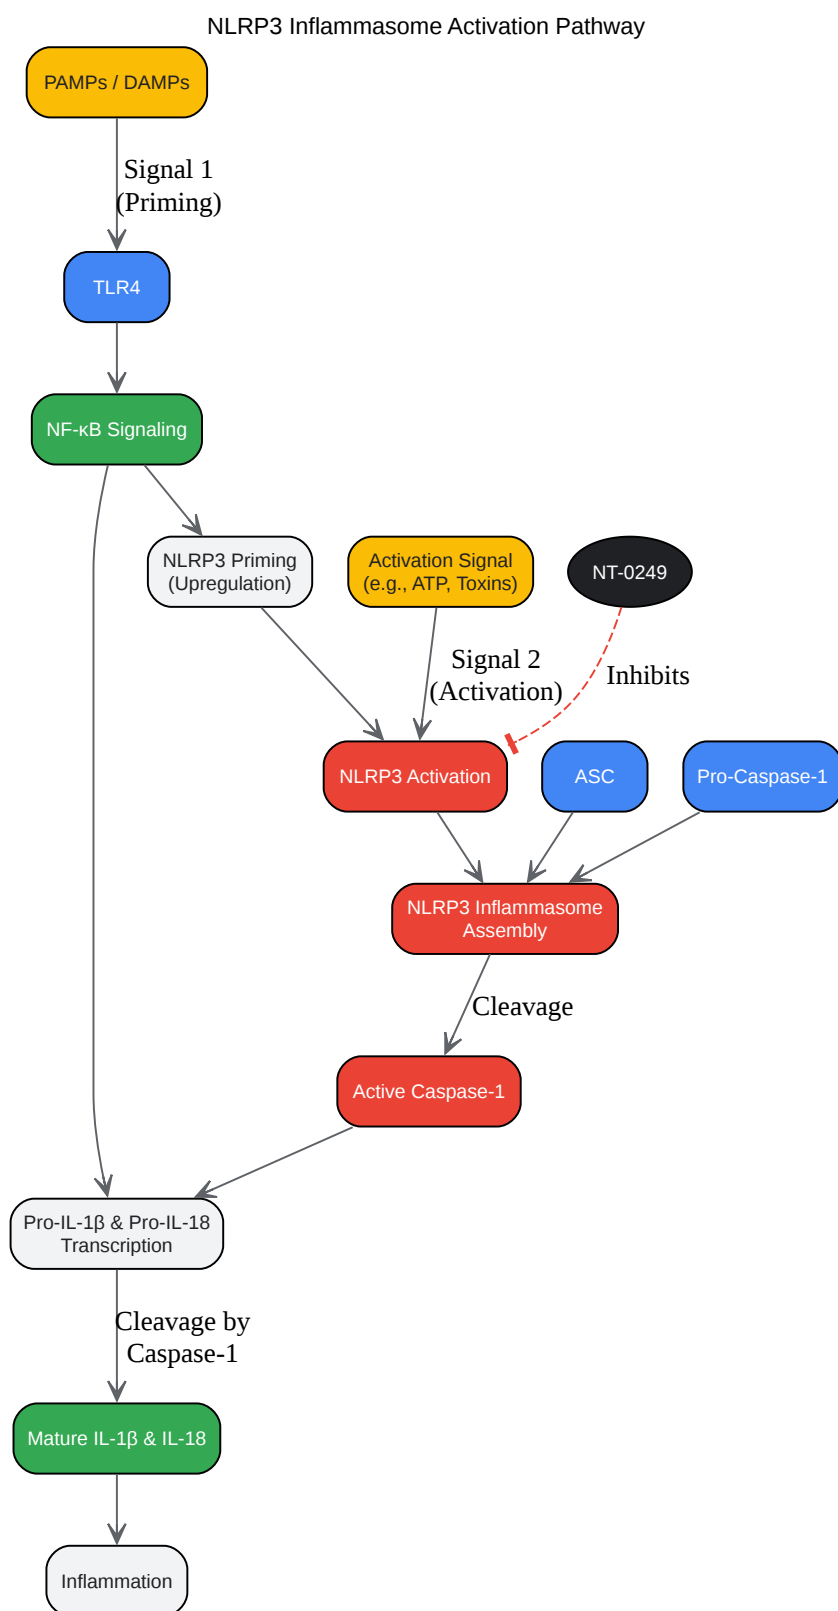 NLRP3 Inflammasome Activation Pathway
PAMPs / DAMPs
Signal 1
(Priming)
TLR4
NF-κB Signaling
NLRP3 Priming
(Upregulation)
Activation Signal
(e.g., ATP, Toxins)
NT-0249
Signal 2
(Activation)
Inhibits
NLRP3 Activation
ASC
Pro-Caspase-1
NLRP3 Inflammasome
Assembly
Cleavage
Active Caspase-1
Pro-IL-1β & Pro-IL-18
Transcription
Cleavage by
Caspase-1
Mature IL-1β & IL-18
Inflammation